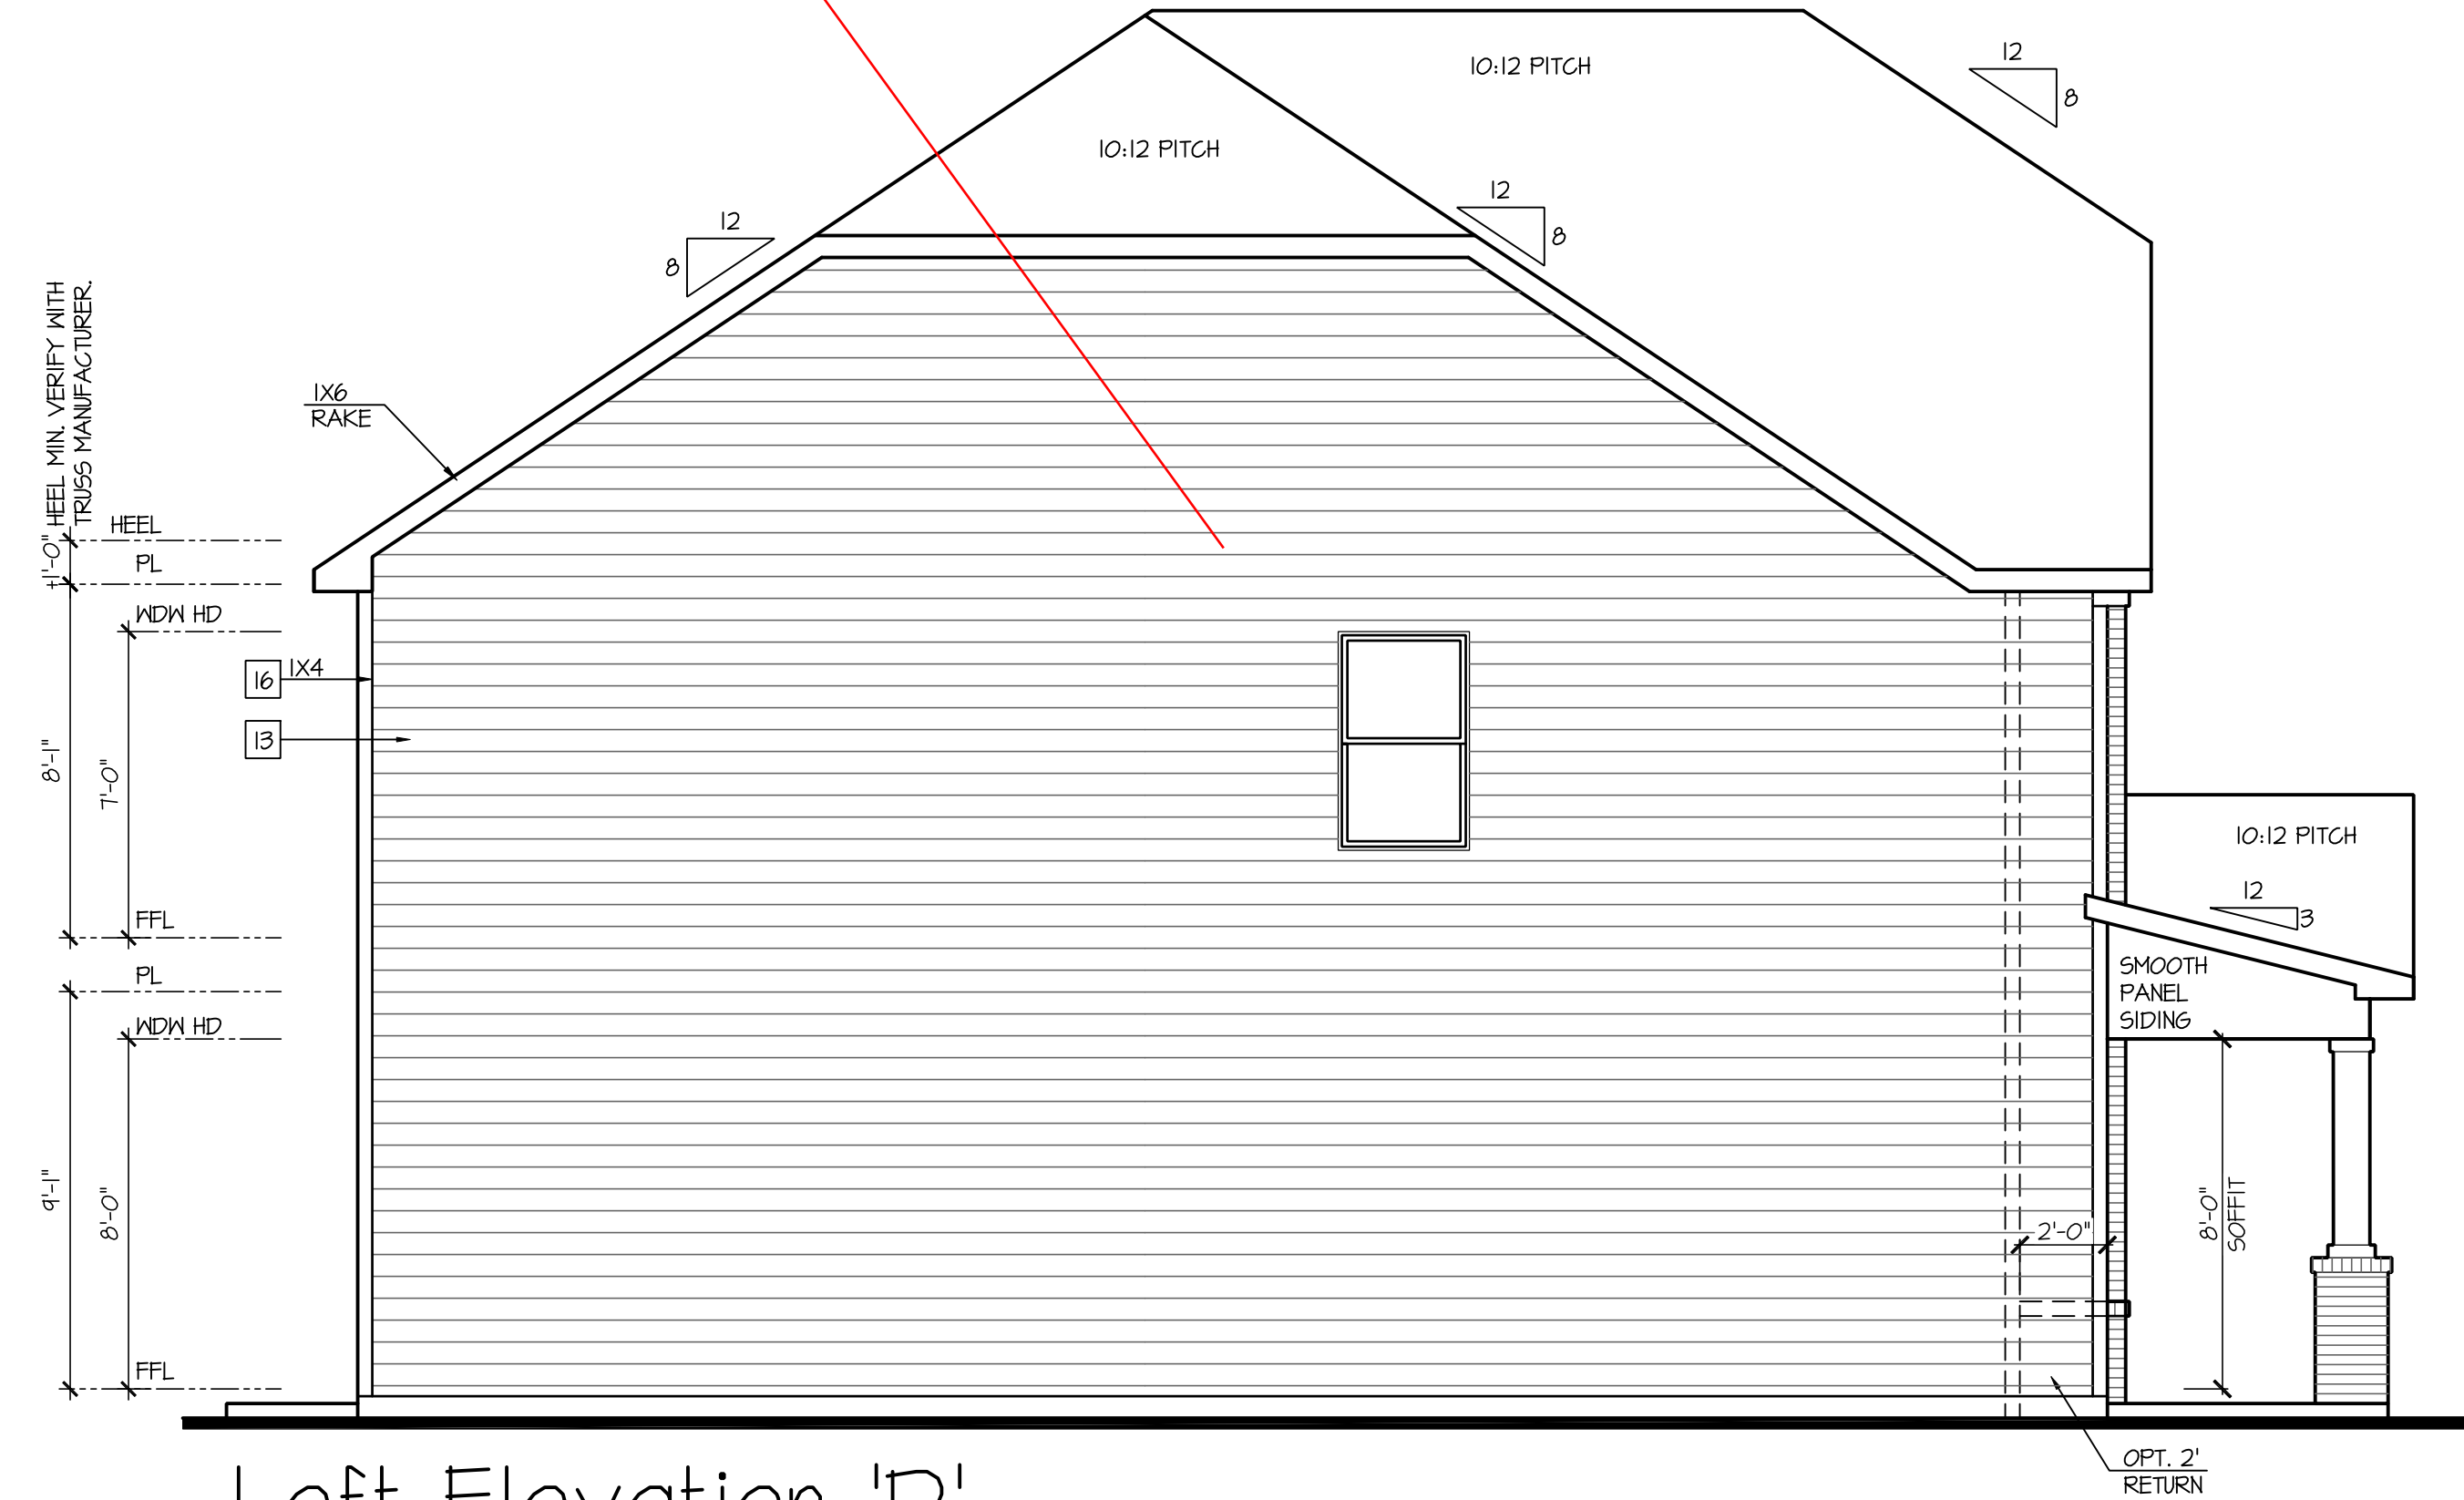 12
8
10:12 PITCH
10:12 PITCH
12
8
12
8
HEEL MIN. VERIFY WITH
TRUSS MANUFACTURER.
1X6
RAKE
±1'-0"
HEEL
PL
WDW HD
16
1X4
13
8'-1"
7'-0"
10:12 PITCH
12
3
FFL
PL
SMOOTH
PANEL
SIDING
WDW HD
9'-1"
8'-0"
2'-0"
8'-0"
SOFFIT
FFL
OPT. 2'
RETURN
Left Elevation